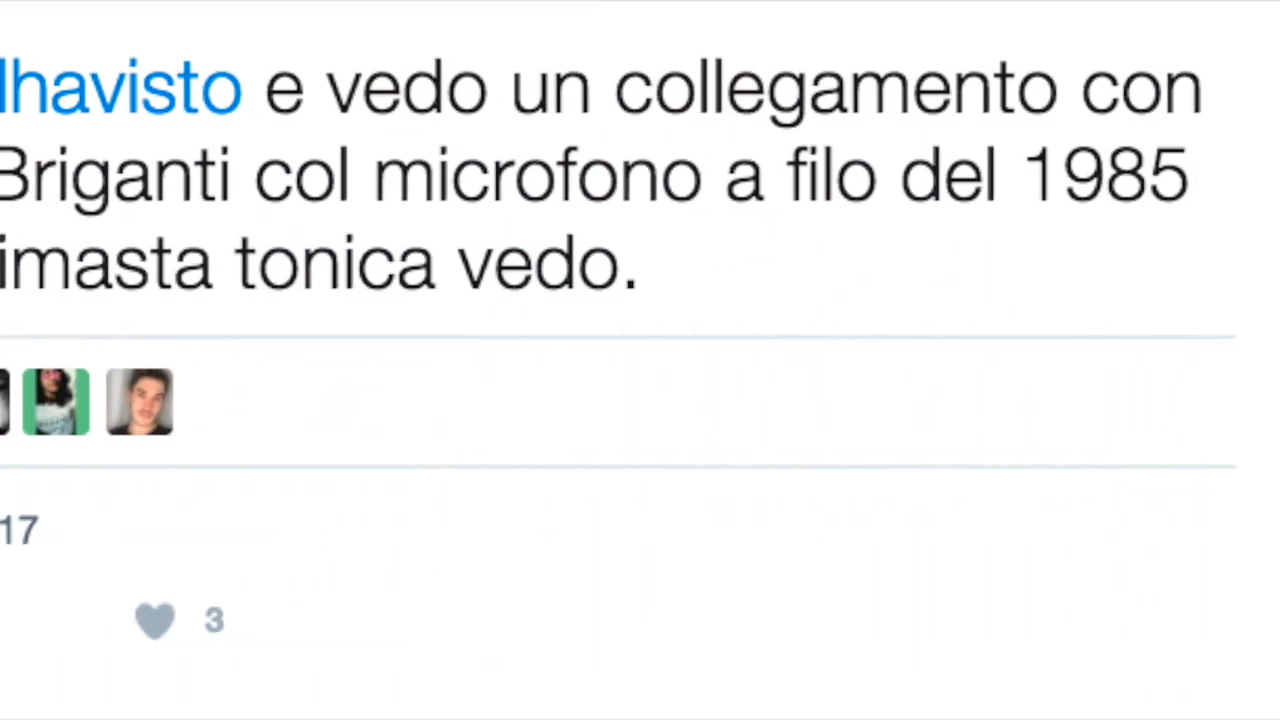 lhavisto e vedo un collegamento con
Briganti col microfono a filo del 1985
imasta tonica vedo.
17
3